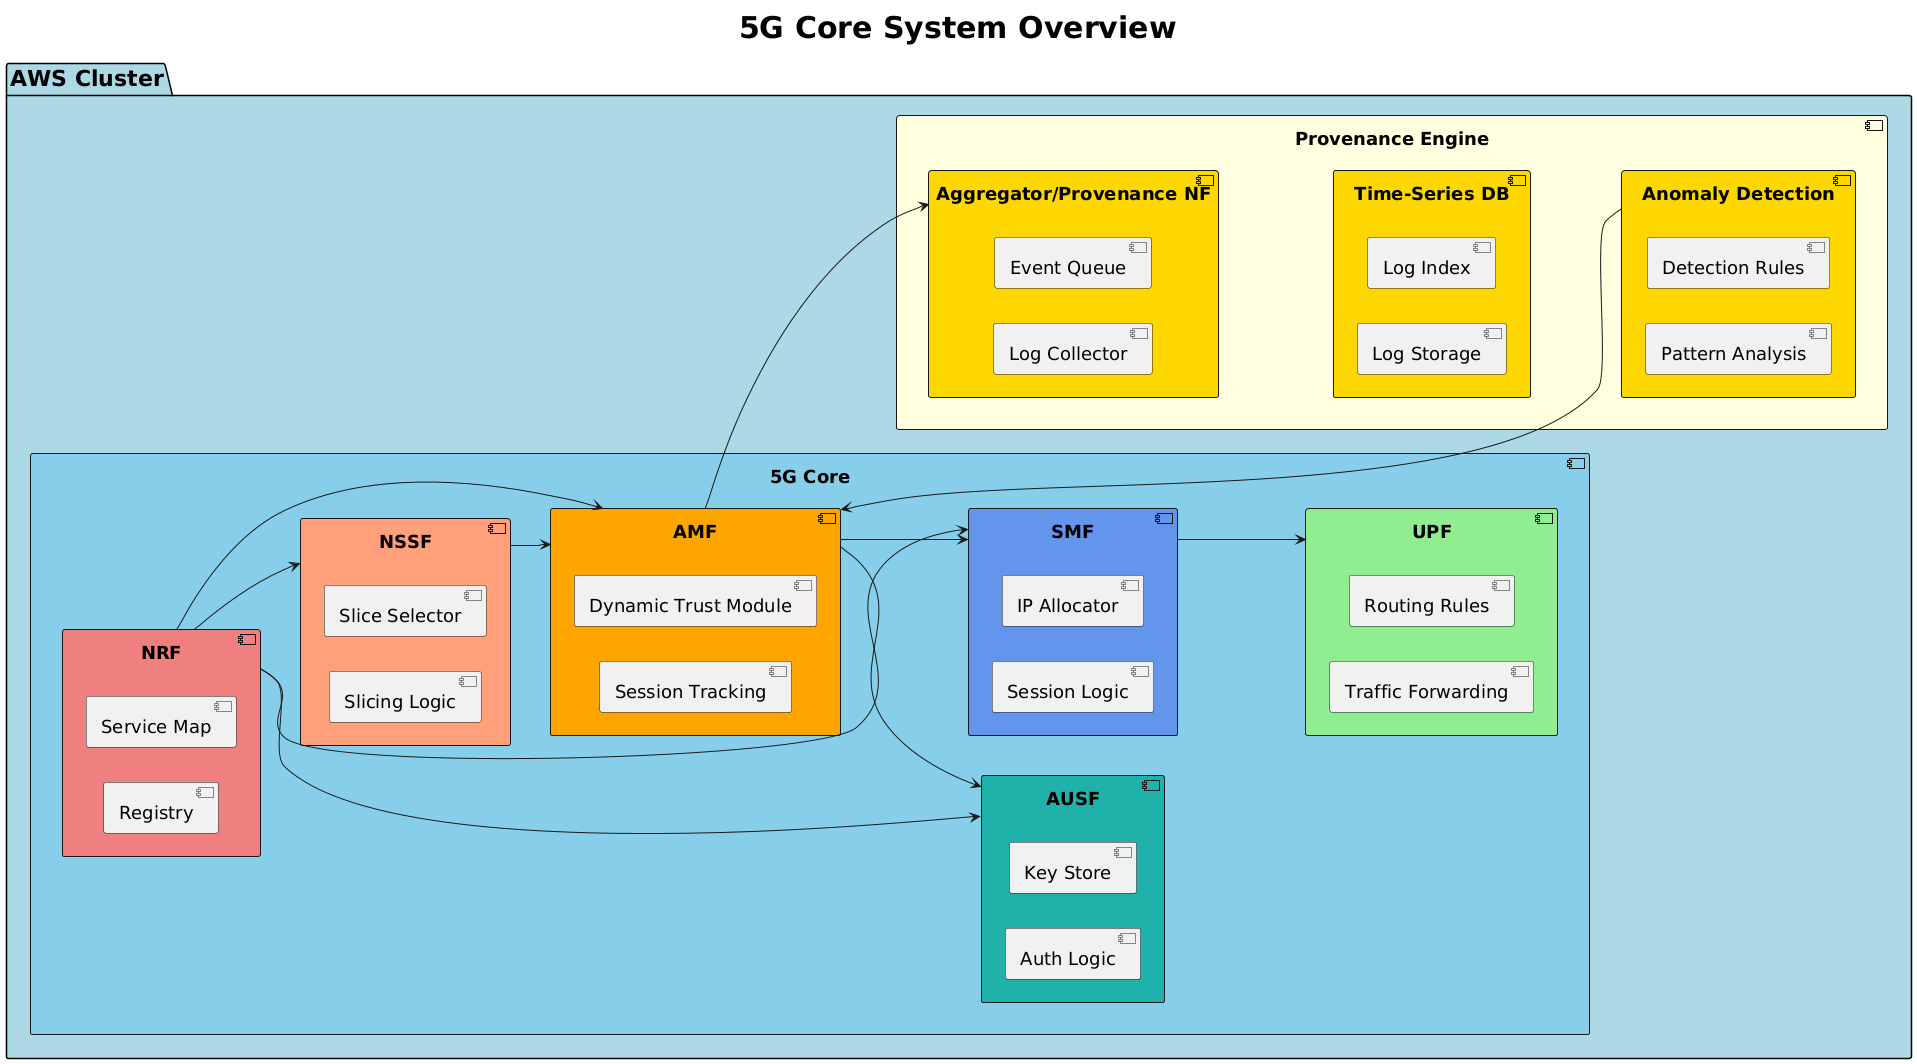 5G Core System Overview
AWS Cluster
Provenance Engine
Aggregator/Provenance NF
Event Queue
Log Collector
Time-Series DB
Log Index
Log Storage
Anomaly Detection
Detection Rules
Pattern Analysis
5G Core
NRF
Service Map
Registry
NSSF
Slice Selector
Slicing Logic
AMF
Dynamic Trust Module
Session Tracking
SMF
IP Allocator
Session Logic
UPF
Routing Rules
Traffic Forwarding
AUSF
Key Store
Auth Logic